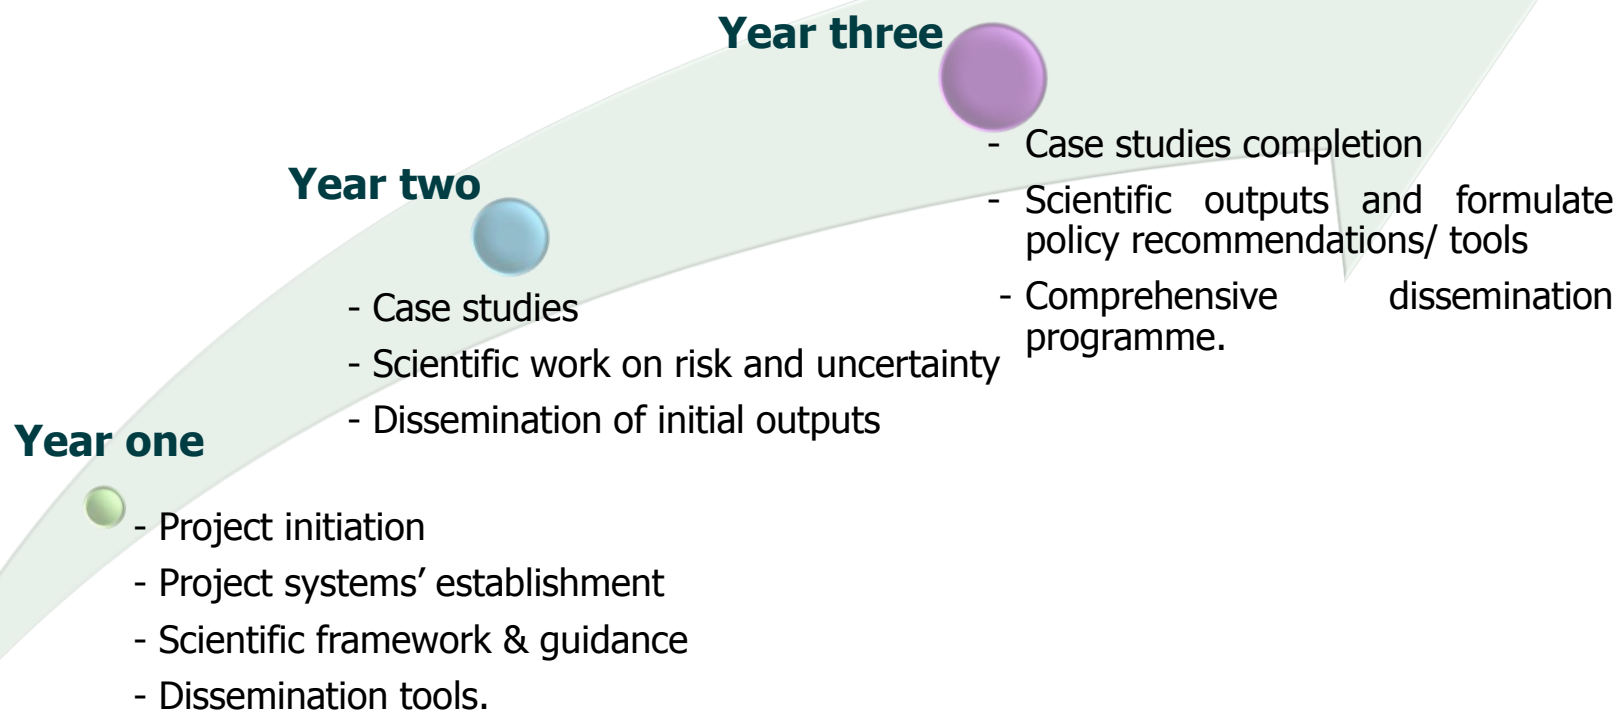 Year one
- Project initiation
- Project systems’ establishment
- Scientific framework & guidance
- Dissemination tools.
Year two
- Case studies
- Scientific work on risk and uncertainty
- Dissemination of initial outputs
Year three
- Case studies completion
- Scientific outputs and formulate
policy recommendations/ tools
- Comprehensive dissemination
programme.